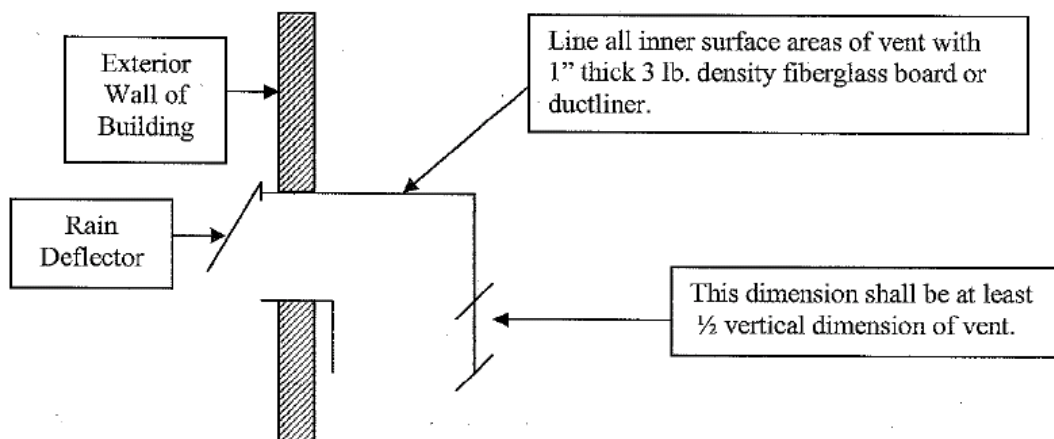 Exterior
Wall of
Building
Line all inner surface areas of vent with
1” thick 3 lb. density fiberglass board or
ductliner.
Rain
Deflector
This dimension shall be at least
½ vertical dimension of vent.